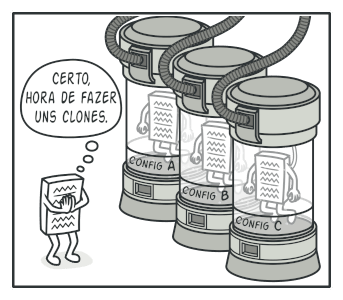 CERTO,
HORA DE FAZER
UNS CLONES.
CONFIG A
CONFIG B
CONFIG C